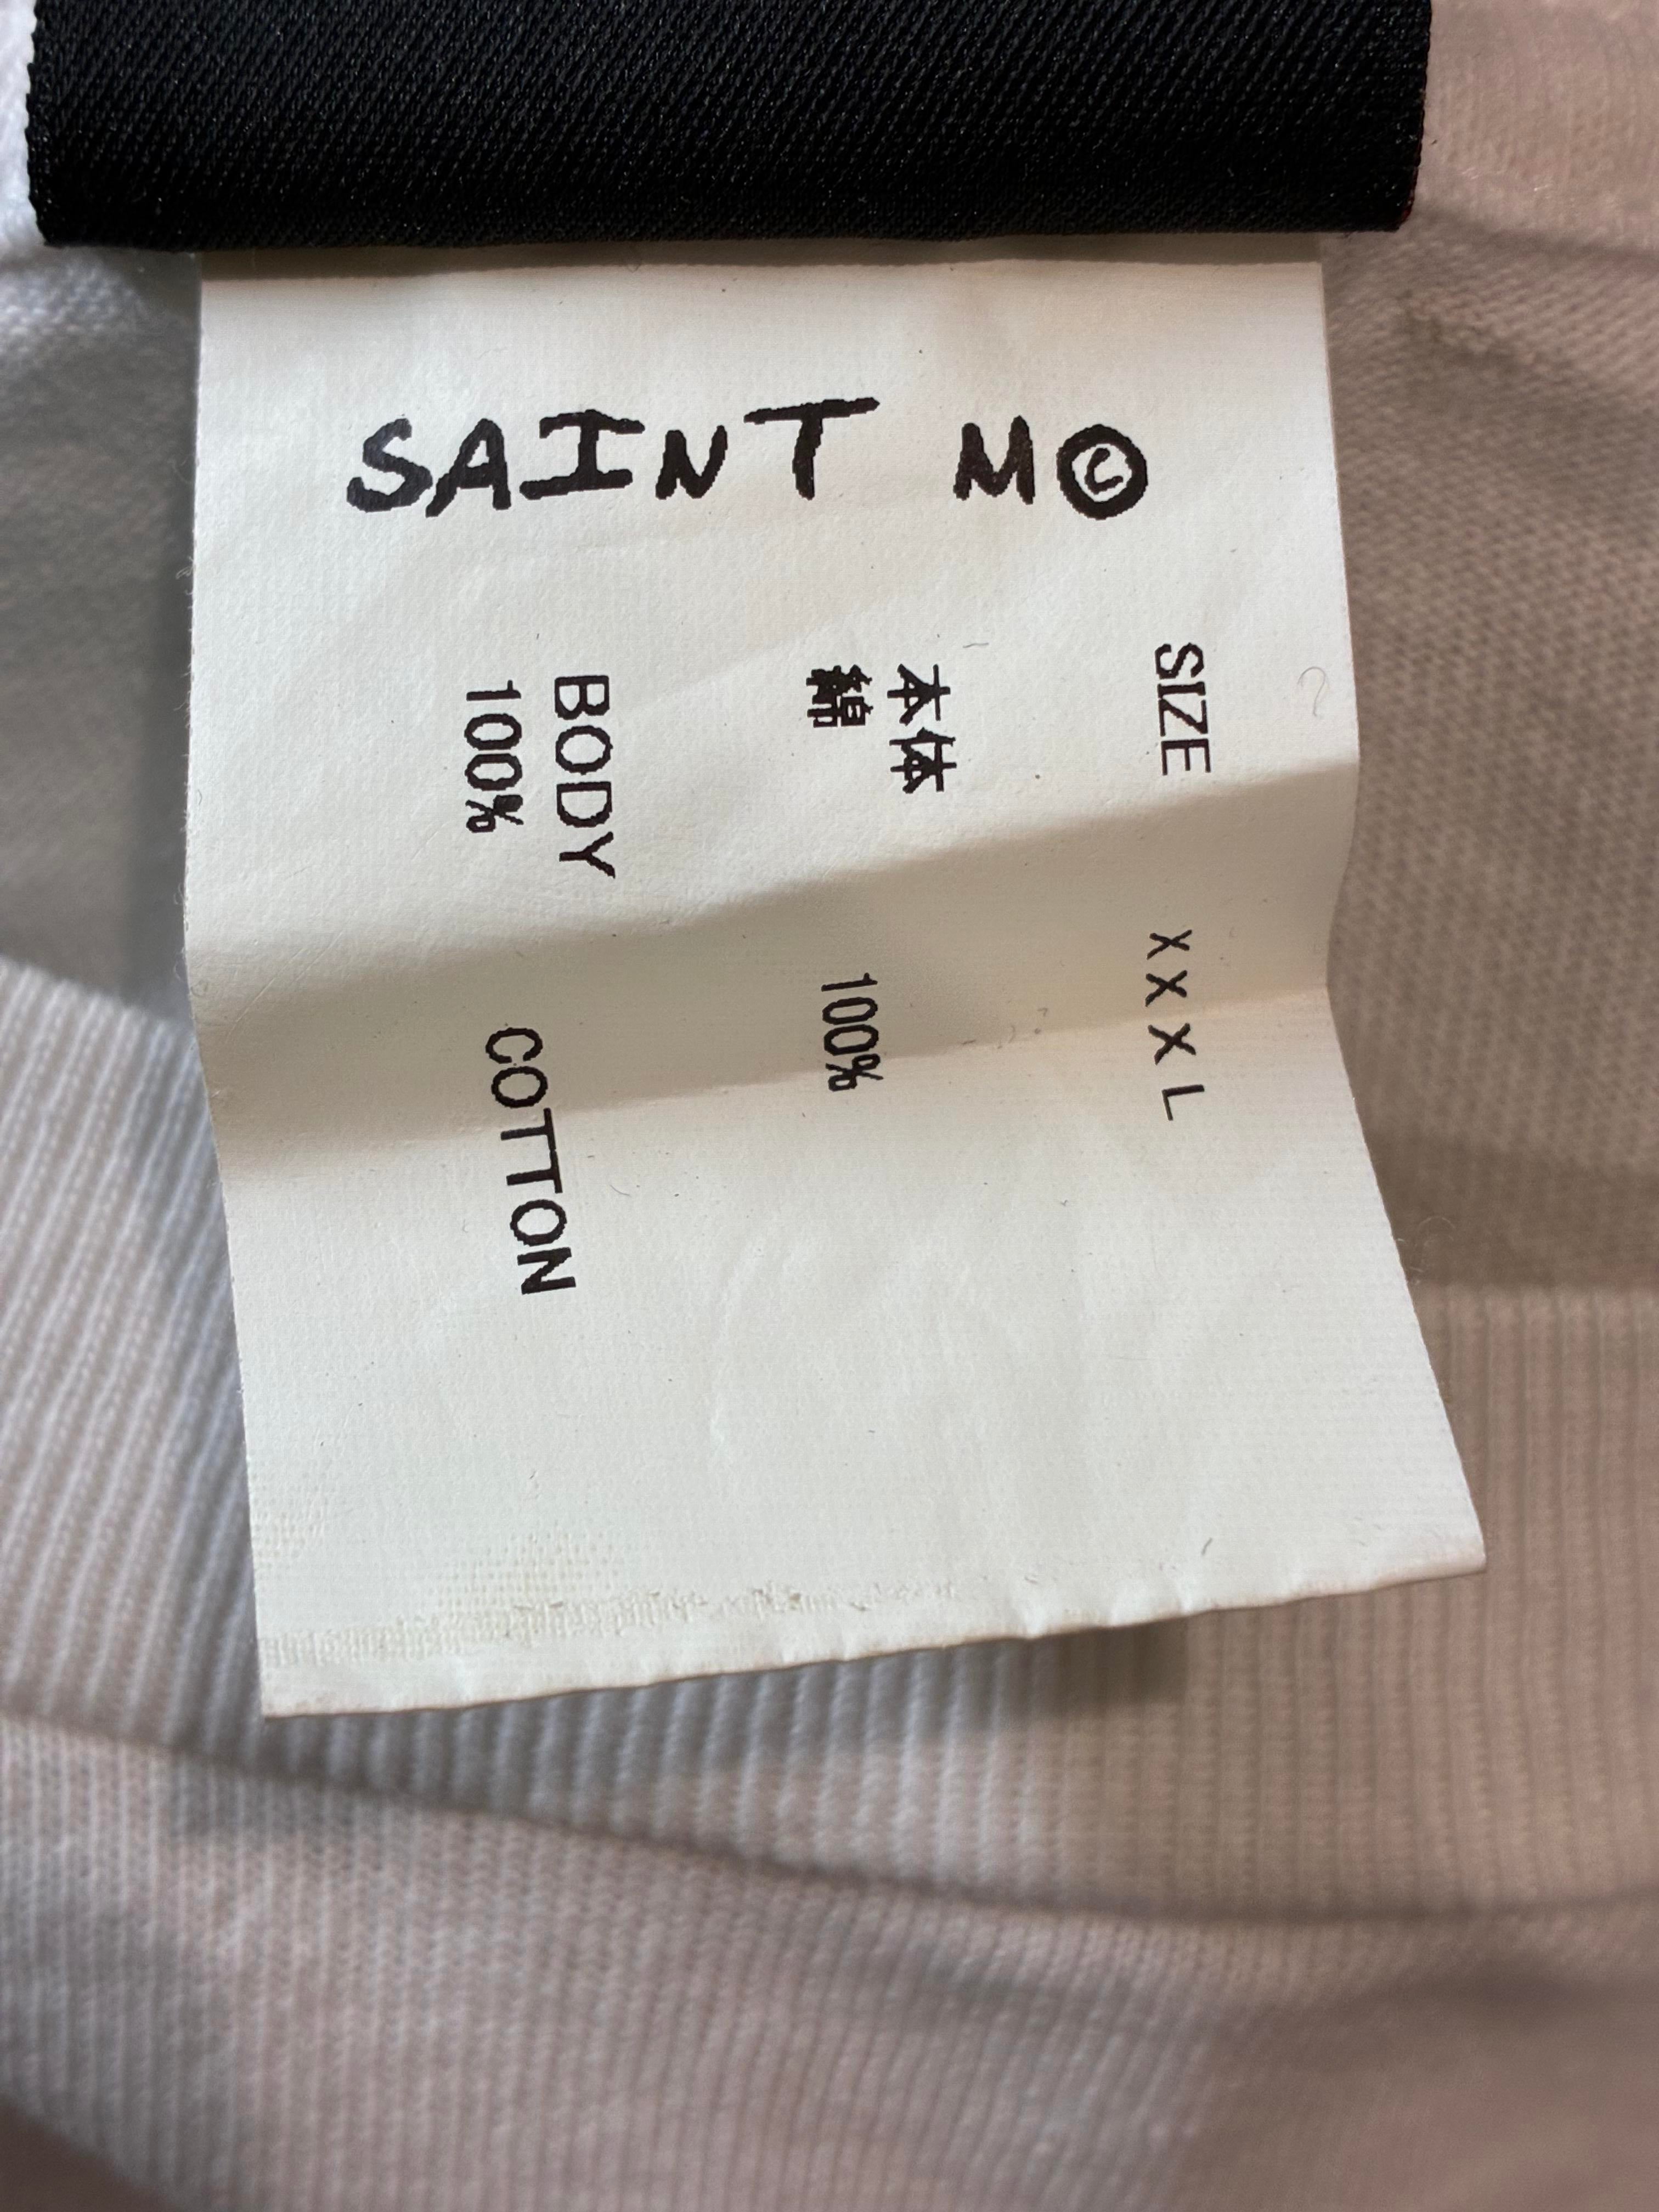 SAINT M©
SIZE XXXL
本体
綿 100%
BODY
100% COTTON